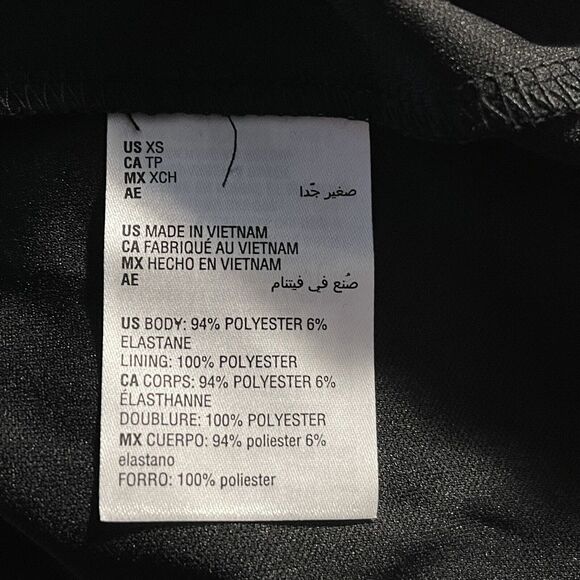 US XS
CA TP
MX XCH
AE صغير جّدا
US MADE IN VIETNAM
CA FABRIQUÉ AU VIETNAM
MX HECHO EN VIETNAM
AE صُنع في فيتنام
US BODY: 94% POLYESTER 6%
ELASTANE
LINING: 100% POLYESTER
CA CORPS: 94% POLYESTER 6%
ÉLASTHANNE
DOUBLURE: 100% POLYESTER
MX CUERPO: 94% poliester 6%
elastano
FORRO: 100% poliester